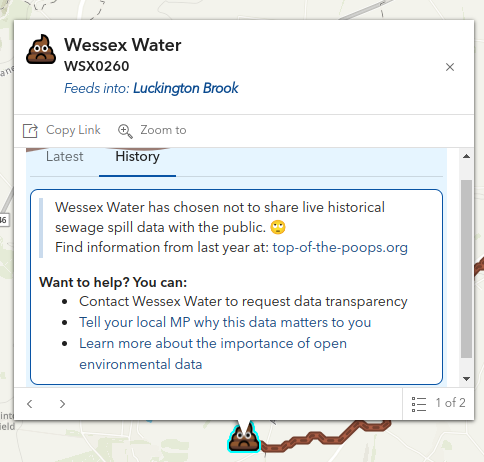 Wessex Water
WSX0260
Feeds into: Luckington Brook
Copy Link
Zoom to
Latest
History
Wessex Water has chosen not to share live historical
sewage spill data with the public. 🙄
Find information from last year at: top-of-the-poops.org
Want to help? You can:
• Contact Wessex Water to request data transparency
• Tell your local MP why this data matters to you
• Learn more about the importance of open
environmental data
1 of 2
46